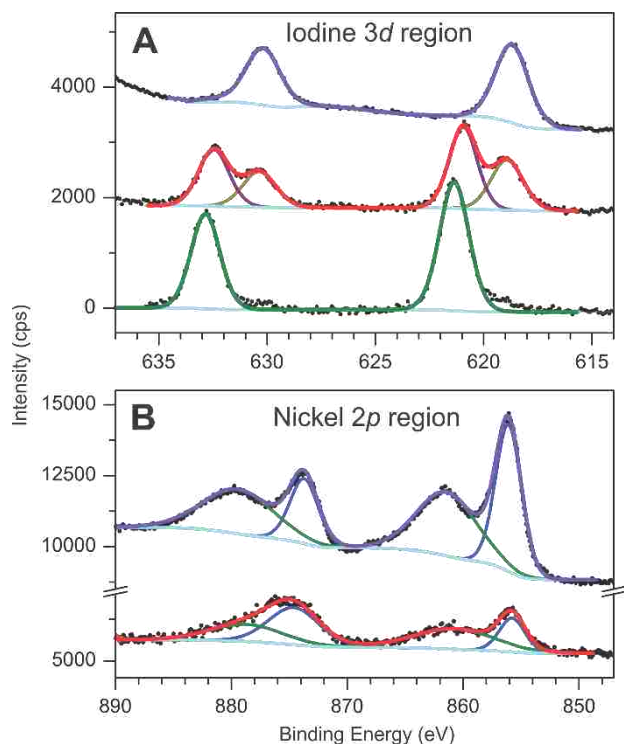 A
Iodine 3d region
4000
2000
0
635
630
625
620
615
Intensity (cps)
B
Nickel 2p region
15000
12500
10000
5000
890
880
870
860
850
Binding Energy (eV)